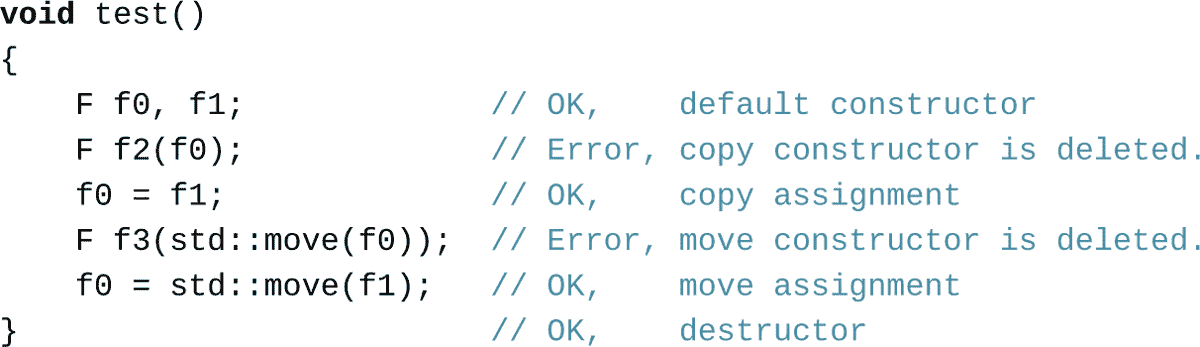 void test()
{
    F f0, f1;                // OK,    default constructor
    F f2(f0);                // Error, copy constructor is deleted.
    f0 = f1;                 // OK,    copy assignment
    F f3(std::move(f0));  // Error, move constructor is deleted.
    f0 = std::move(f1);   // OK,    move assignment
}                            // OK,    destructor